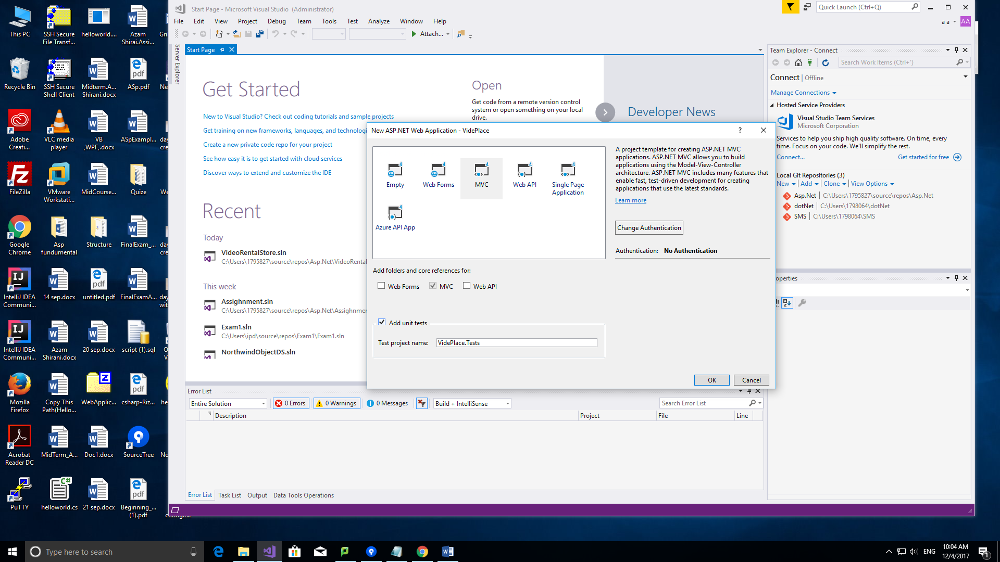 Start Page - Microsoft Visual Studio (Administrator)
Quick Launch (Ctrl+Q)
File Edit View Project Debug Team Tools Test Analyze Window Help
a a
AA
Attach...
Server Explorer
Start Page
Get Started
New to Visual Studio? Check out coding tutorials and sample projects
Get training on new frameworks, languages, and
Create a new private code repo for your project
See how easy it is to get started with cloud services
Discover ways to extend and customize the IDE
Recent
Today
VideoRentalStore.sln
C:\Users\1795827\source\repos\Asp.Net\
This week
Assighnment.sln
C:\Users\1795827\source\repos\Asp.Net\
Exam1.sln
C:\Users\ipd\source\repos\Exam1\Exam1.sln
NorthwindObjectDS.sln
Open
Get code from a remote version control
system or open something on your local
drive.
Developer News
New ASP.NET Web Application - VidePlace
?
Empty
Web Forms
MVC
Web API
Single Page
Application
Azure API App
A project template for creating ASP.NET MVC
applications. ASP.NET MVC allows you to build
applications using the Model-View-Controller
architecture. ASP.NET MVC includes many features that
enable fast, test-driven development for creating
applications that use the latest standards.
Learn more
Change Authentication
Authentication: No Authentication
Add folders and core references for:
Web Forms MVC Web API
Add unit tests
Test project name: VidePlace.Tests
OK
Cancel
Team Explorer - Connect
Search Work Items (Ctrl+')
Connect | Offline
Manage Connections
Hosted Service Providers
Visual Studio Team Services
Microsoft Corporation
Services to help you ship high quality software. On time, every
time. Focus on your code. We'll simplify the rest.
Connect...
Get started for free
Local Git Repositories (3)
New | Add | Clone | View Options
Asp.Net | C:\Users\1795827\source\repos\Asp.Net
dotNet | C:\Users\1798064\dotNet
SMS | C:\Users\1798064\SMS
Error List
Entire Solution
0 Errors
0 Warnings
0 Messages
Build + IntelliSense
Search Error List
Description Project File Line
Error List Task List Output Data Tools Operations
This PC
SSH Secure
File Transf...
helloworld....
Azam
Shirai.Assi...
Recycle Bin
SSH Secure
Shell Client
Midterm.A...
Shirani.docx
ASp.pdf
Adobe
Creati...
VLC media
player
VB
,WPF,.docx
ASpExampl...
FileZilla
VMware
Workstati...
MidCourse...
Quize
Google
Chrome
Asp
fundumental
Structure
FinalExam_...
IntelliJ IDEA
Communi...
14 sep.docx
untitled.pdf
FinalExamA...
IntelliJ IDEA
Communi...
Azam
Shirani.docx
20 sep.docx
script (1).sql
Mozilla
Firefox
Copy This
Path(Hello...
WebApplic...
csharp-Riz...
Acrobat
Reader DC
MidTerm_A...
Doc1.docx
SourceTree
PuTTY
helloworld.cs
21 sep.docx
Beginning_...
(1).pdf
Type here to search
ENG
10:04 AM
12/4/2017
1